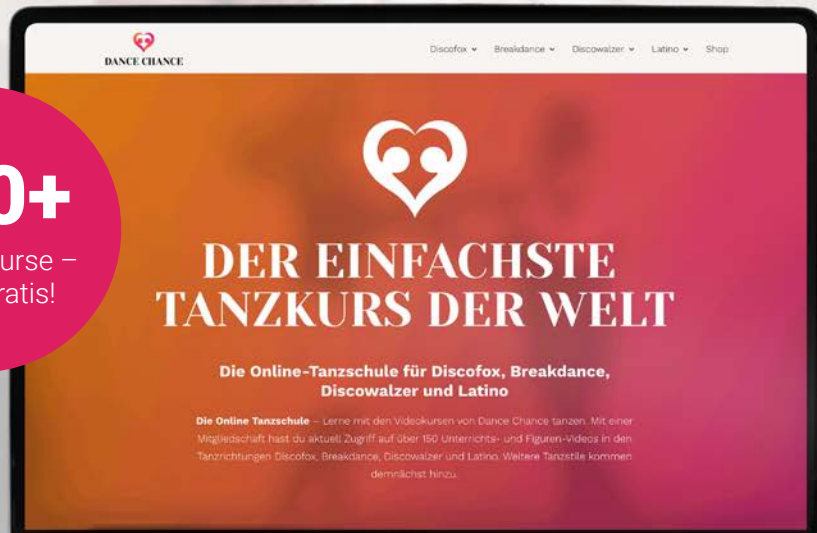 DANCE CHANCE
Discofox Breakdance Discowalzer Latino Shop
0+
urse –
ratis!
DER EINFACHSTE
TANZKURS DER WELT
Die Online-Tanzschule für Discofox, Breakdance,
Discowalzer und Latino
Die Online Tanzschule – Lerne mit den Videokursen von Dance Chance tanzen. Mit einer
Mitgliedschaft hast du aktuell Zugriff auf über 150 Unterrichts- und Figuren-Videos in den
Tanzrichtungen Discofox, Breakdance, Discowalzer und Latino. Weitere Tanzstile kommen
demnächst hinzu.